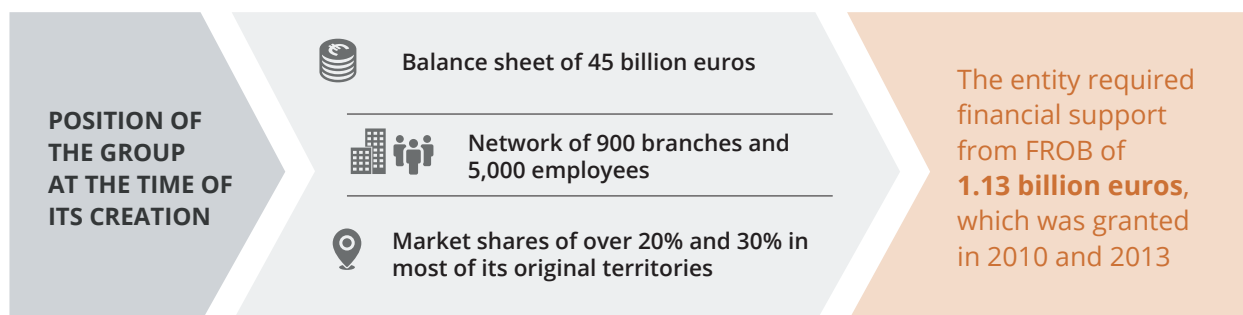 POSITION OF
THE GROUP
AT THE TIME OF
ITS CREATION
Balance sheet of 45 billion euros
Network of 900 branches and
5,000 employees
Market shares of over 20% and 30% in
most of its original territories
The entity required
financial support
from FROB of
1.13 billion euros,
which was granted
in 2010 and 2013